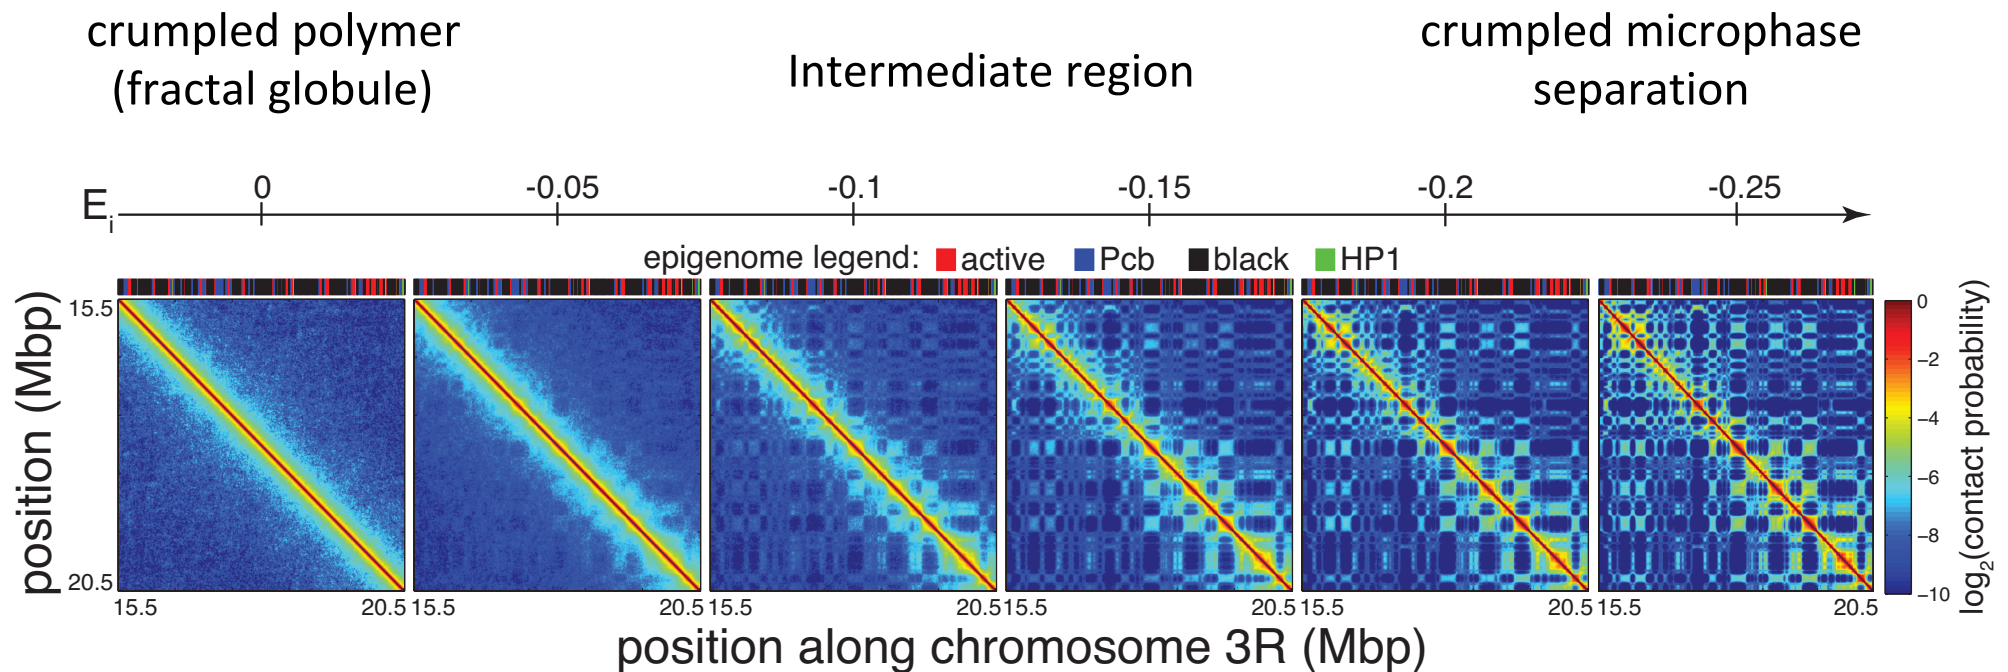 crumpled polymer
(fractal globule)
Intermediate region
crumpled microphase
separation
E_i 0 -0.05 -0.1 -0.15 -0.2 -0.25
epigenome legend: active Pcb black HP1
position (Mbp)
15.5
20.5
15.5 20.5 15.5 20.5 15.5 20.5 15.5 20.5 15.5 20.5 15.5 20.5
position along chromosome 3R (Mbp)
0
−2
−4
−6
−8
−10
log₂(contact probability)